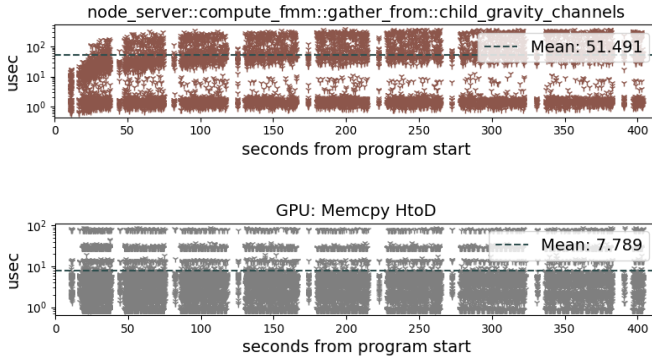 node_server::compute_fmm::gather_from::child_gravity_channels
10²
10¹
10⁰
usec
Mean: 51.491
0 50 100 150 200 250 300 350 400
seconds from program start
GPU: Memcpy HtoD
10²
10¹
10⁰
usec
Mean: 7.789
0 50 100 150 200 250 300 350 400
seconds from program start